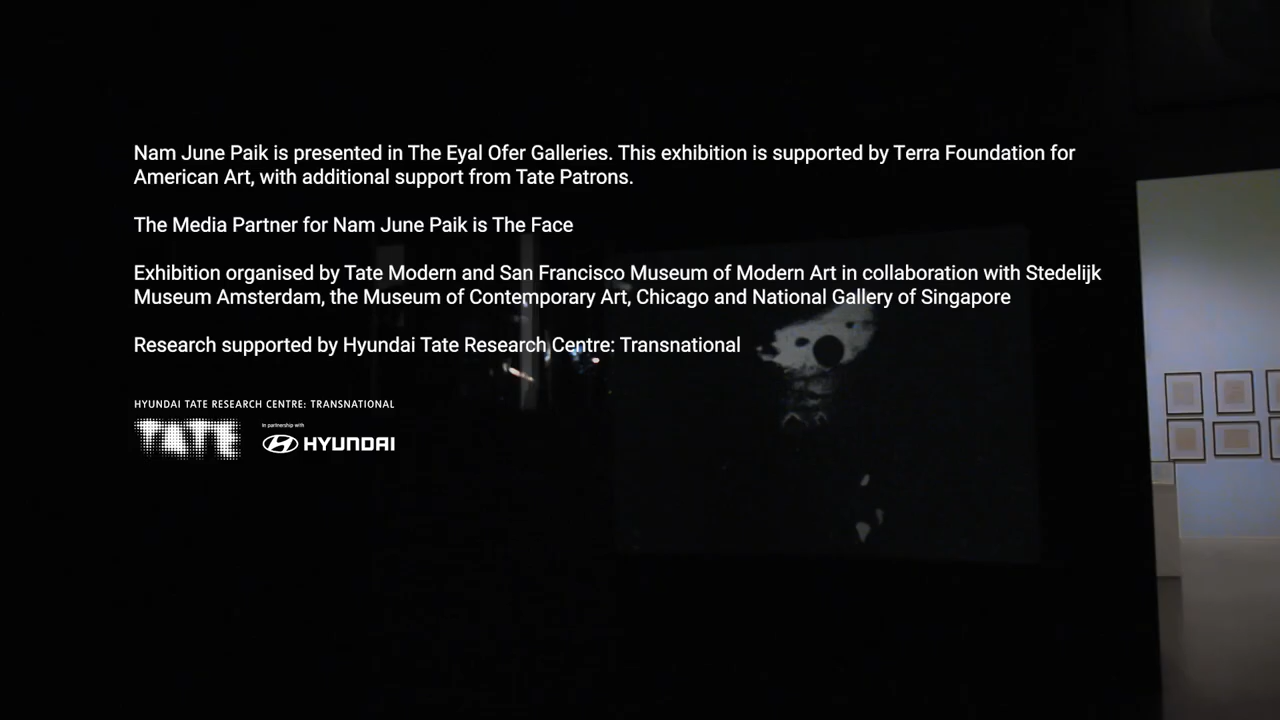 Nam June Paik is presented in The Eyal Ofer Galleries. This exhibition is supported by Terra Foundation for
American Art, with additional support from Tate Patrons.
The Media Partner for Nam June Paik is The Face
Exhibition organised by Tate Modern and San Francisco Museum of Modern Art in collaboration with Stedelijk
Museum Amsterdam, the Museum of Contemporary Art, Chicago and National Gallery of Singapore
Research supported by Hyundai Tate Research Centre: Transnational
HYUNDAI TATE RESEARCH CENTRE: TRANSNATIONAL
In partnership with
TATE HYUNDAI